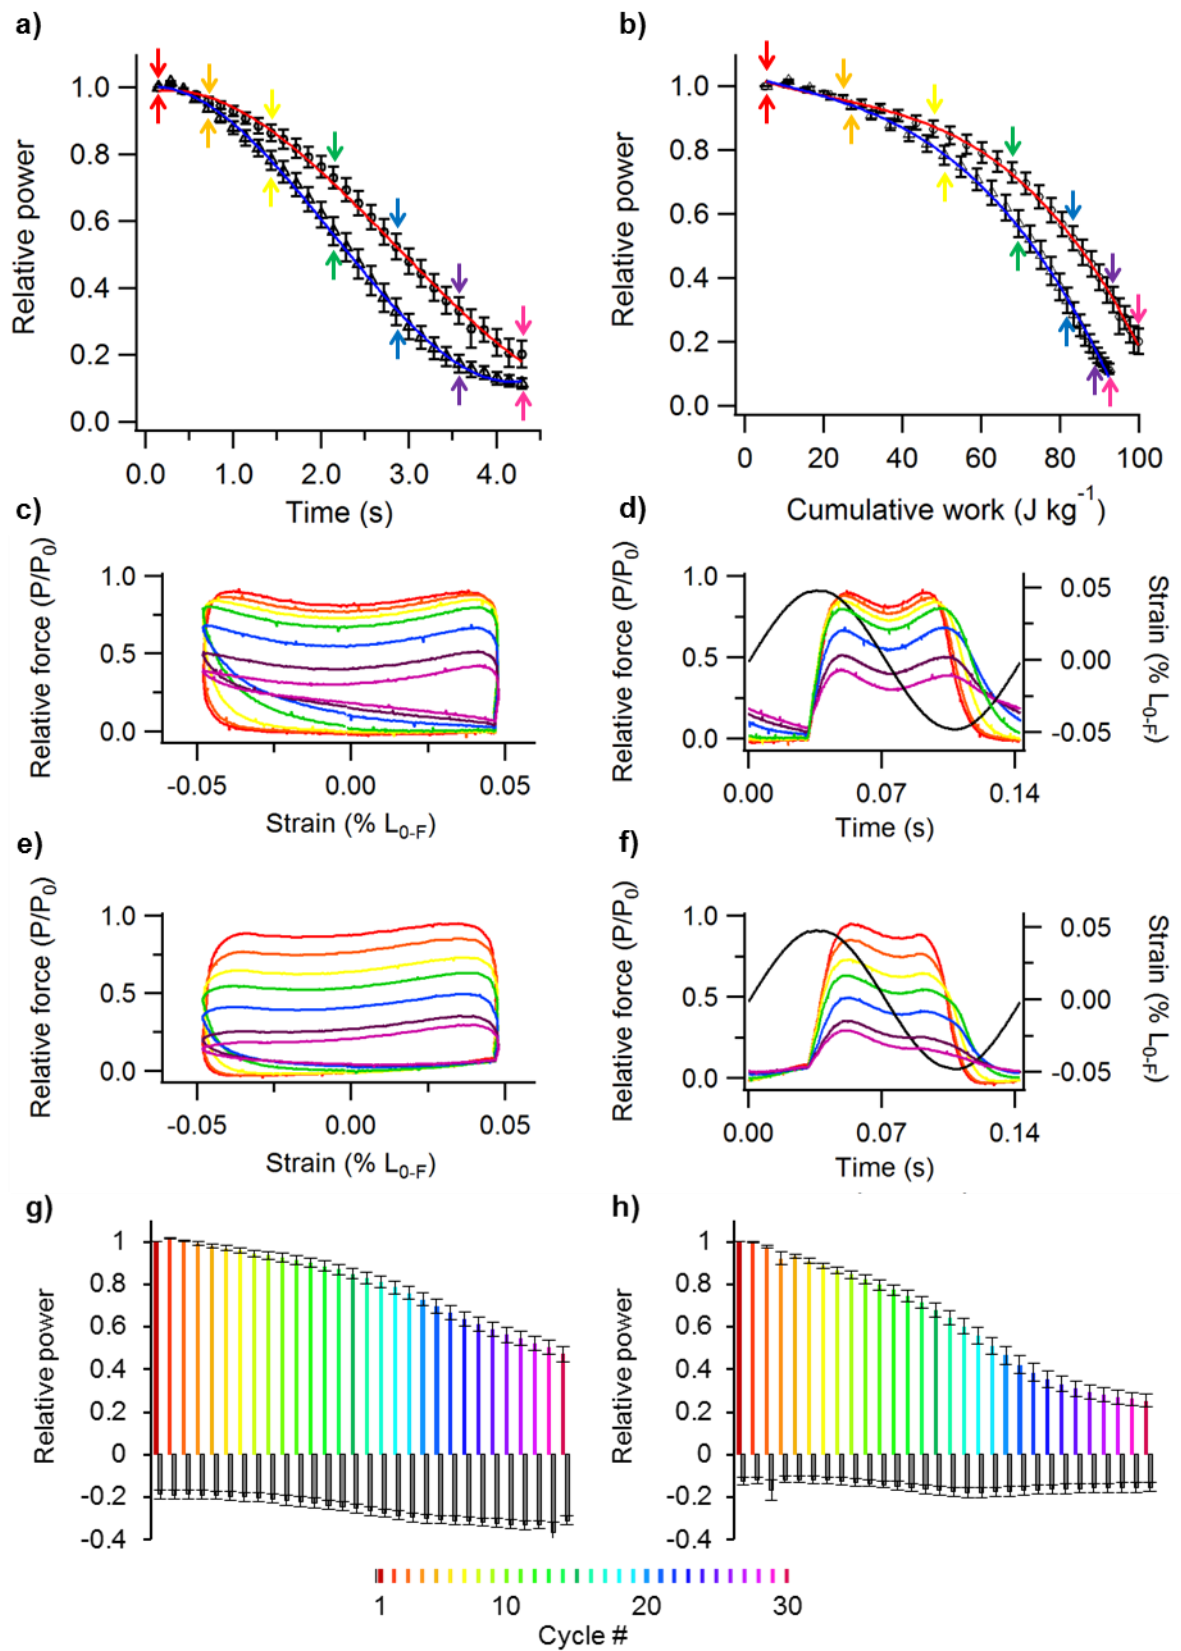 a)
b)
1.0
0.8
0.6
0.4
0.2
0.0
Relative power
0.0 1.0 2.0 3.0 4.0
Time (s)
1.0
0.8
0.6
0.4
0.2
0.0
Relative power
0 20 40 60 80 100
Cumulative work (J kg⁻¹)
c)
Relative force (P/P₀)
1.0
0.5
0.0
-0.05 0.00 0.05
Strain (% L₀₋F)
d)
Relative force (P/P₀)
1.0
0.5
0.0
0.00 0.07 0.14
Time (s)
0.05
0.00
-0.05
Strain (% L₀₋F)
e)
Relative force (P/P₀)
1.0
0.5
0.0
-0.05 0.00 0.05
Strain (% L₀₋F)
f)
Relative force (P/P₀)
1.0
0.5
0.0
0.00 0.07 0.14
Time (s)
0.05
0.00
-0.05
Strain (% L₀₋F)
g)
Relative power
1
0.8
0.6
0.4
0.2
0
-0.2
-0.4
h)
Relative power
1
0.8
0.6
0.4
0.2
0
-0.2
-0.4
1 10 20 30
Cycle #